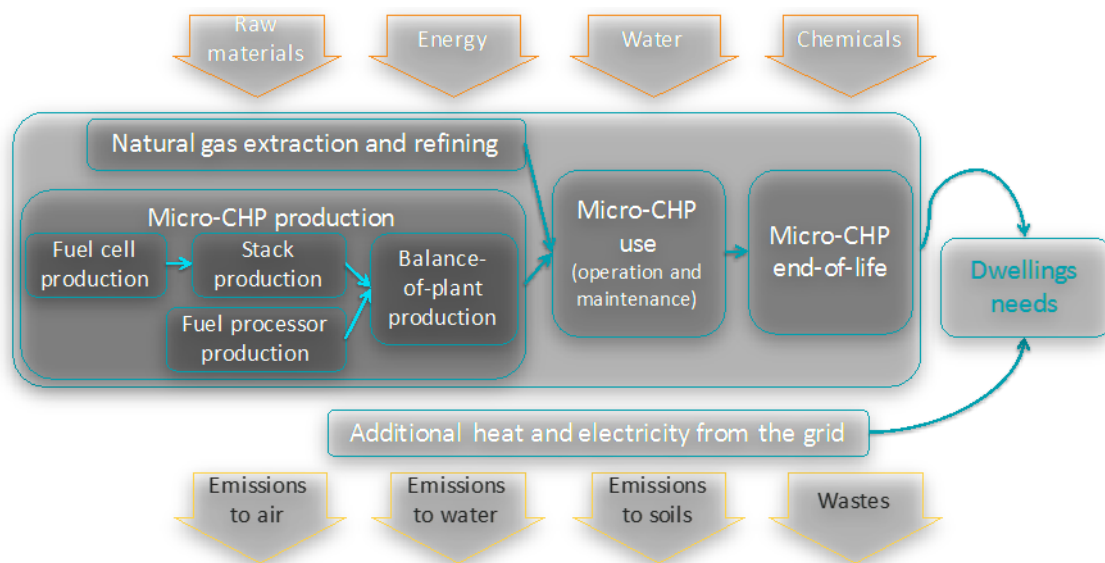 Raw
materials
Energy
Water
Chemicals
Natural gas extraction and refining
Micro-CHP production
Fuel cell
production
Stack
production
Fuel processor
production
Balance-
of-plant
production
Micro-CHP
use
(operation and
maintenance)
Micro-CHP
end-of-life
Dwellings
needs
Additional heat and electricity from the grid
Emissions
to air
Emissions
to water
Emissions
to soils
Wastes